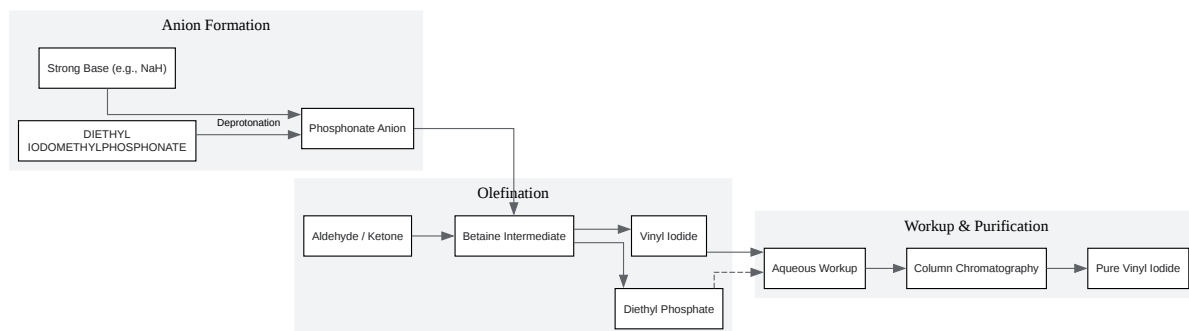 Anion Formation
Strong Base (e.g., NaH)
DIETHYL
IODOMETHYLPHOSPHONATE
Deprotonation
Phosphonate Anion
Olefination
Aldehyde / Ketone
Betaine Intermediate
Vinyl Iodide
Diethyl Phosphate
Workup & Purification
Aqueous Workup
Column Chromatography
Pure Vinyl Iodide